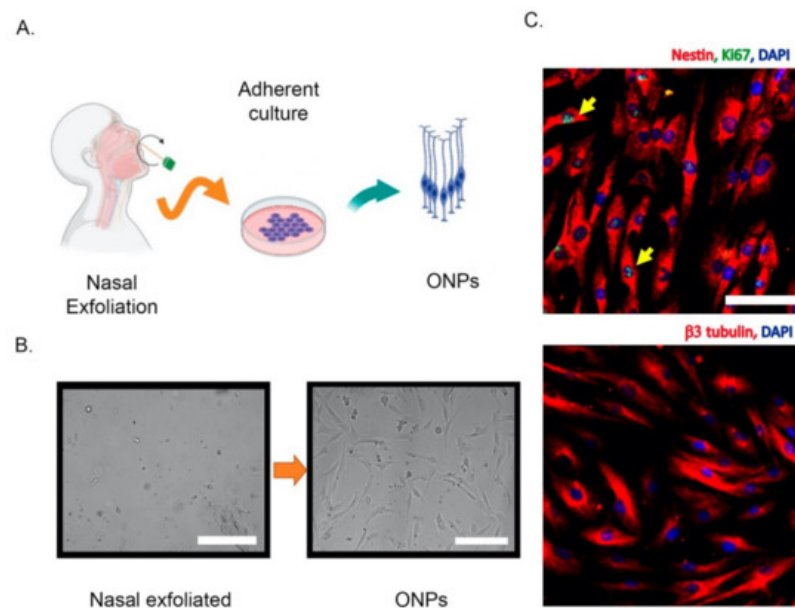 A.
Adherent
culture
Nasal
Exfoliation
ONPs
B.
Nasal exfoliated
ONPs
C.
Nestin, Ki67, DAPI
β3 tubulin, DAPI